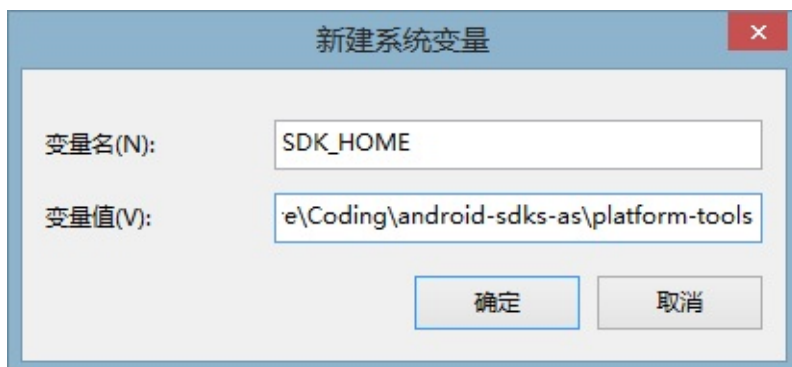 新建系统变量
变量名(N):
SDK_HOME
变量值(V):
e\Coding\android-sdks-as\platform-tools
确定
取消